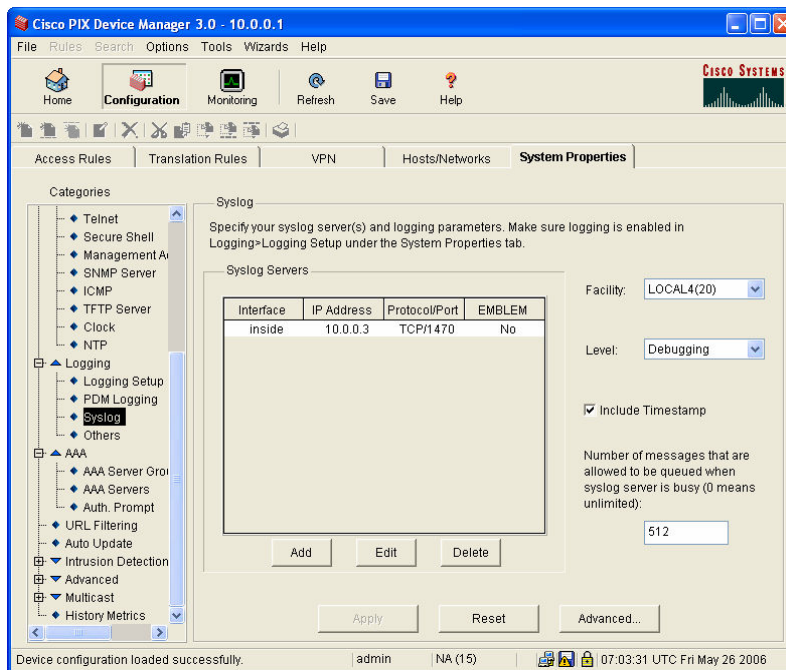 Cisco PIX Device Manager 3.0 - 10.0.0.1
File Rules Search Options Tools Wizards Help
CISCO SYSTEMS
Home Configuration Monitoring Refresh Save Help
Access Rules Translation Rules VPN Hosts/Networks System Properties
Categories
Telnet
Secure Shell
Management A
SNMP Server
ICMP
TFTP Server
Clock
NTP
Logging
Logging Setup
PDM Logging
Syslog
Others
AAA
AAA Server Gro
AAA Servers
Auth. Prompt
URL Filtering
Auto Update
Intrusion Detection
Advanced
Multicast
History Metrics
Syslog
Specify your syslog server(s) and logging parameters. Make sure logging is enabled in
Logging>Logging Setup under the System Properties tab.
Syslog Servers
Interface IP Address Protocol/Port EMBLEM
inside 10.0.0.3 TCP/1470 No
Add Edit Delete
Facility: LOCAL4(20)
Level: Debugging
Include Timestamp
Number of messages that are
allowed to be queued when
syslog server is busy (0 means
unlimited):
512
Apply Reset Advanced...
Device configuration loaded successfully. admin NA (15) 07:03:31 UTC Fri May 26 2006